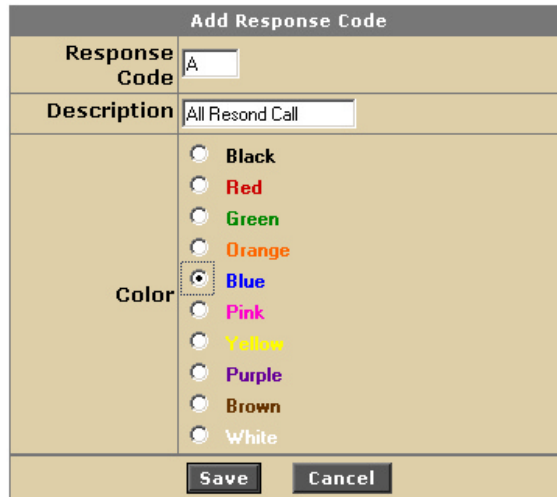 Add Response Code
Response
Code
A
Description
All Resond Call
Color
Black
Red
Green
Orange
Blue
Pink
Yellow
Purple
Brown
White
Save
Cancel